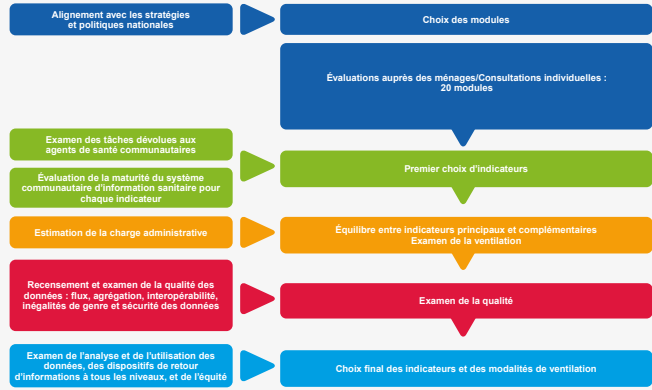 Alignement avec les stratégies
et politiques nationales
Choix des modules
Évaluations auprès des ménages/Consultations individuelles :
20 modules
Examen des tâches dévolues aux
agents de santé communautaires
Évaluation de la maturité du système
communautaire d'information sanitaire pour
chaque indicateur
Premier choix d'indicateurs
Estimation de la charge administrative
Équilibre entre indicateurs principaux et complémentaires
Examen de la ventilation
Recensement et examen de la qualité des
données : flux, agrégation, interopérabilité,
inégalités de genre et sécurité des données
Examen de la qualité
Examen de l'analyse et de l'utilisation des
données, des dispositifs de retour
d'informations à tous les niveaux, et de l'équité
Choix final des indicateurs et des modalités de ventilation